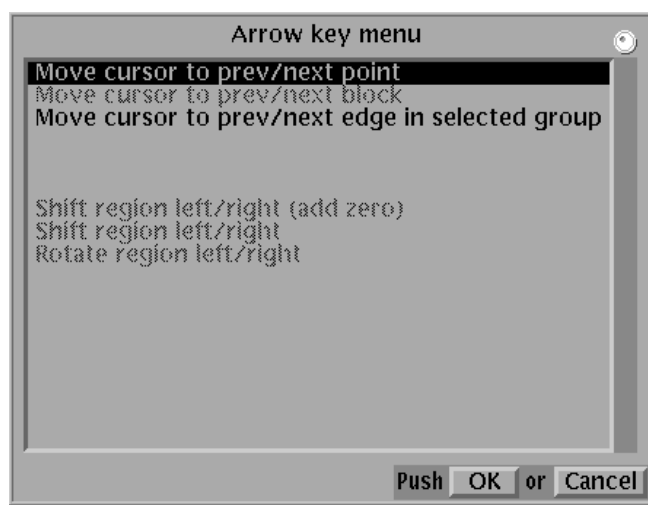 Arrow key menu
Move cursor to prev/next point
Move cursor to prev/next block
Move cursor to prev/next edge in selected group
Shift region left/right (add zero)
Shift region left/right
Rotate region left/right
Push OK or Cancel